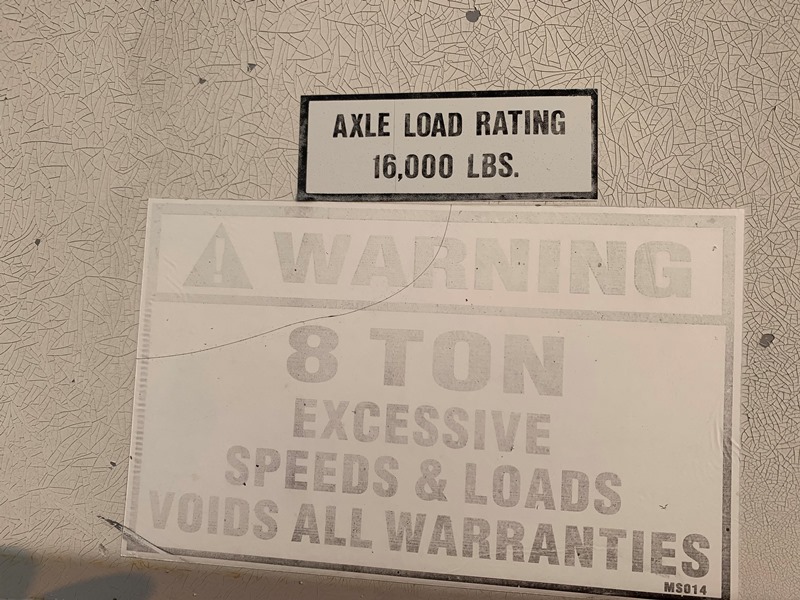 AXLE LOAD RATING
16,000 LBS.
WARNING
8 TON
EXCESSIVE
SPEEDS & LOADS
VOIDS ALL WARRANTIES
MS014